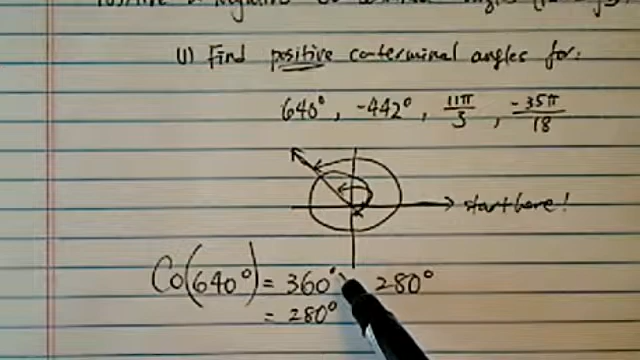 (1) Find positive coterminal angles for:
640°, -442°, 11π/3, -35π/18
start here!
Co(640°) = 360° 280°
= 280°